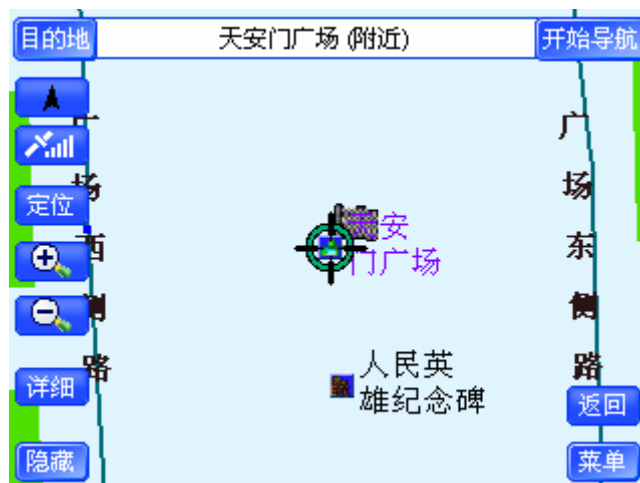 目的地
天安门广场 (附近)
开始导航
广场西侧路
定位
详细
隐藏
天安
门广场
人民英
雄纪念碑
广场东侧路
返回
菜单